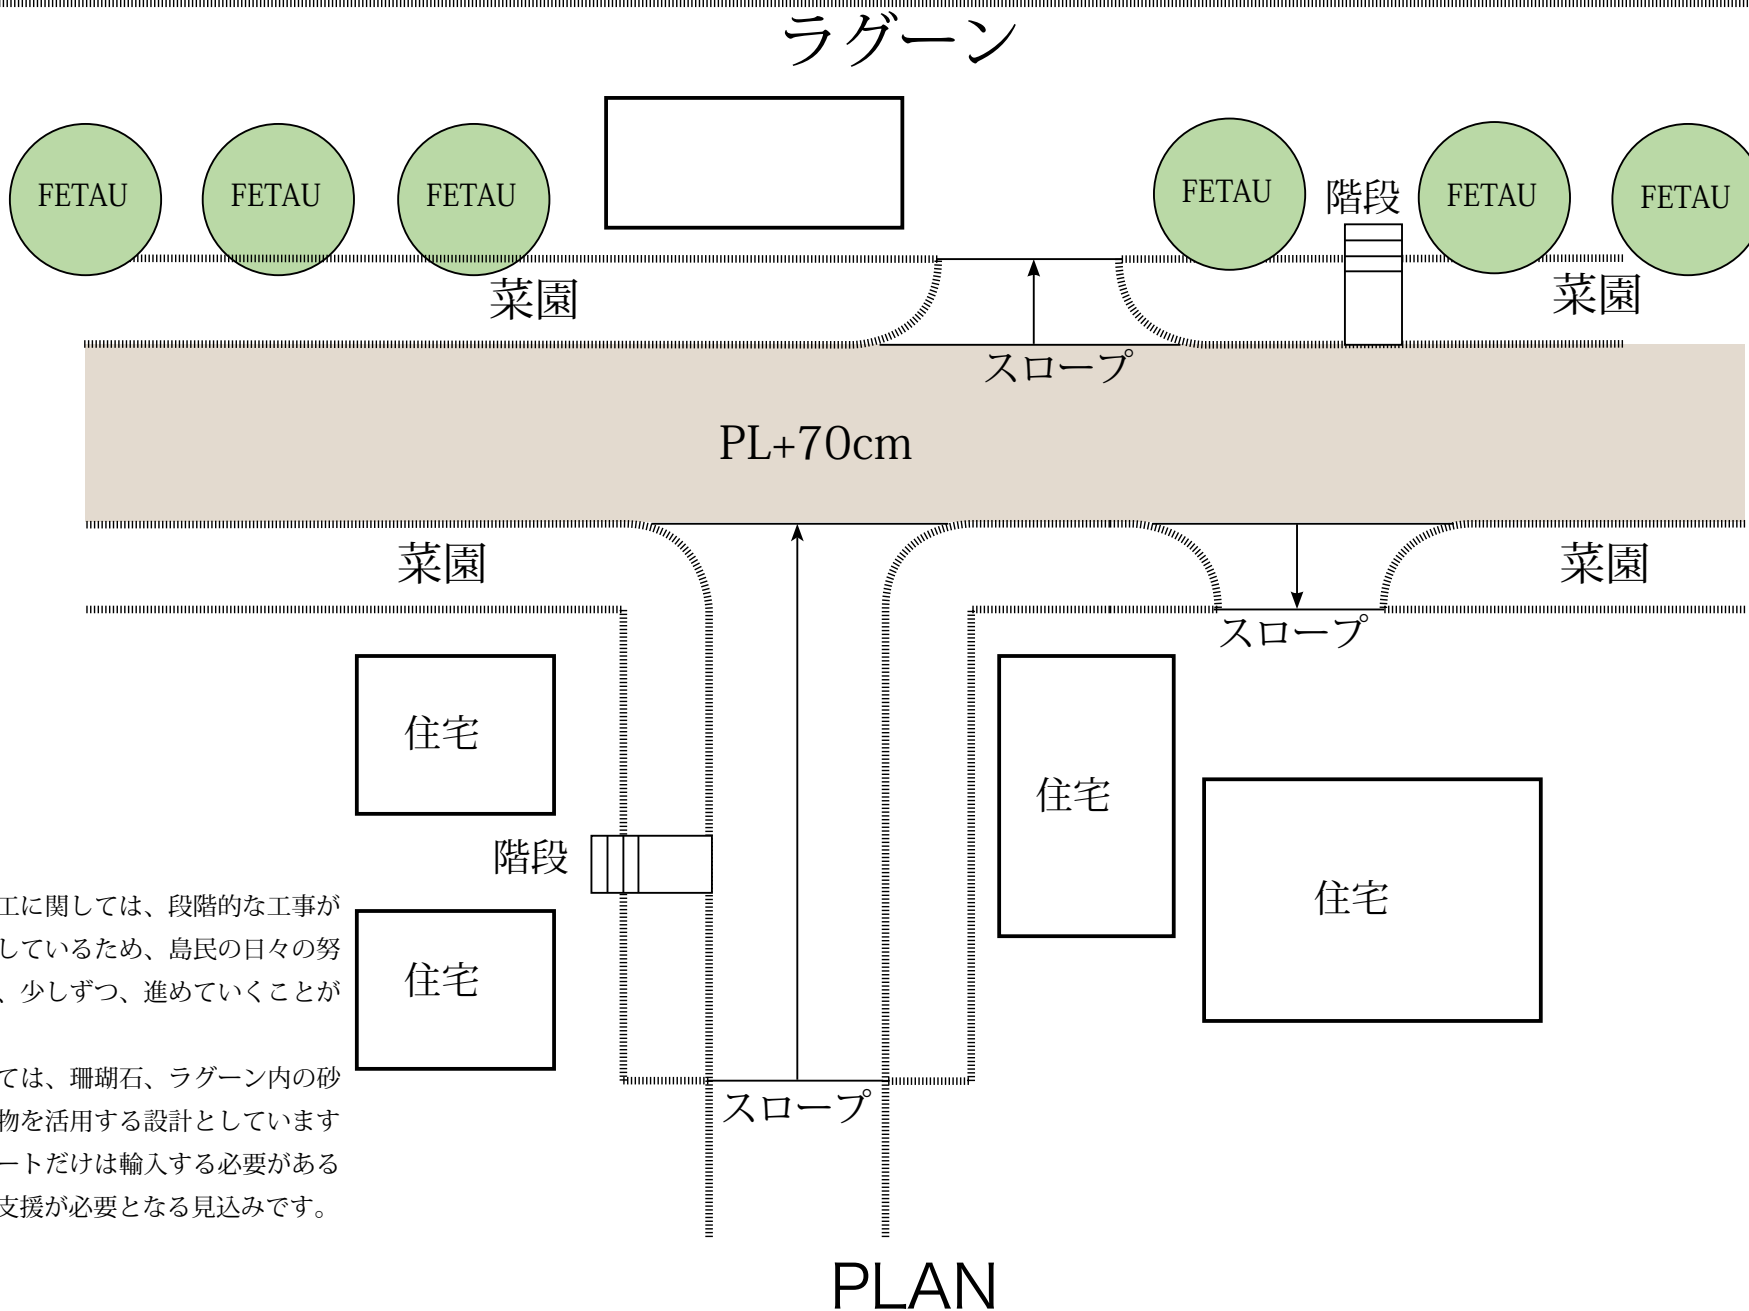 ラグーン
FETAU
FETAU
FETAU
FETAU
階段
FETAU
FETAU
菜園
菜園
スロープ
PL+70cm
菜園
菜園
スロープ
住宅
住宅
階段
住宅
住宅
工に関しては、段階的な工事が
しているため、島民の日々の努
、少しずつ、進めていくことが
ては、珊瑚石、ラグーン内の砂
物を活用する設計としています
ートだけは輸入する必要がある
支援が必要となる見込みです。
スロープ
PLAN